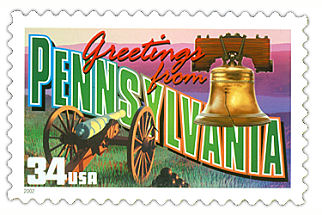 Greetings
from
PENNSYLVANIA
34 USA
2002